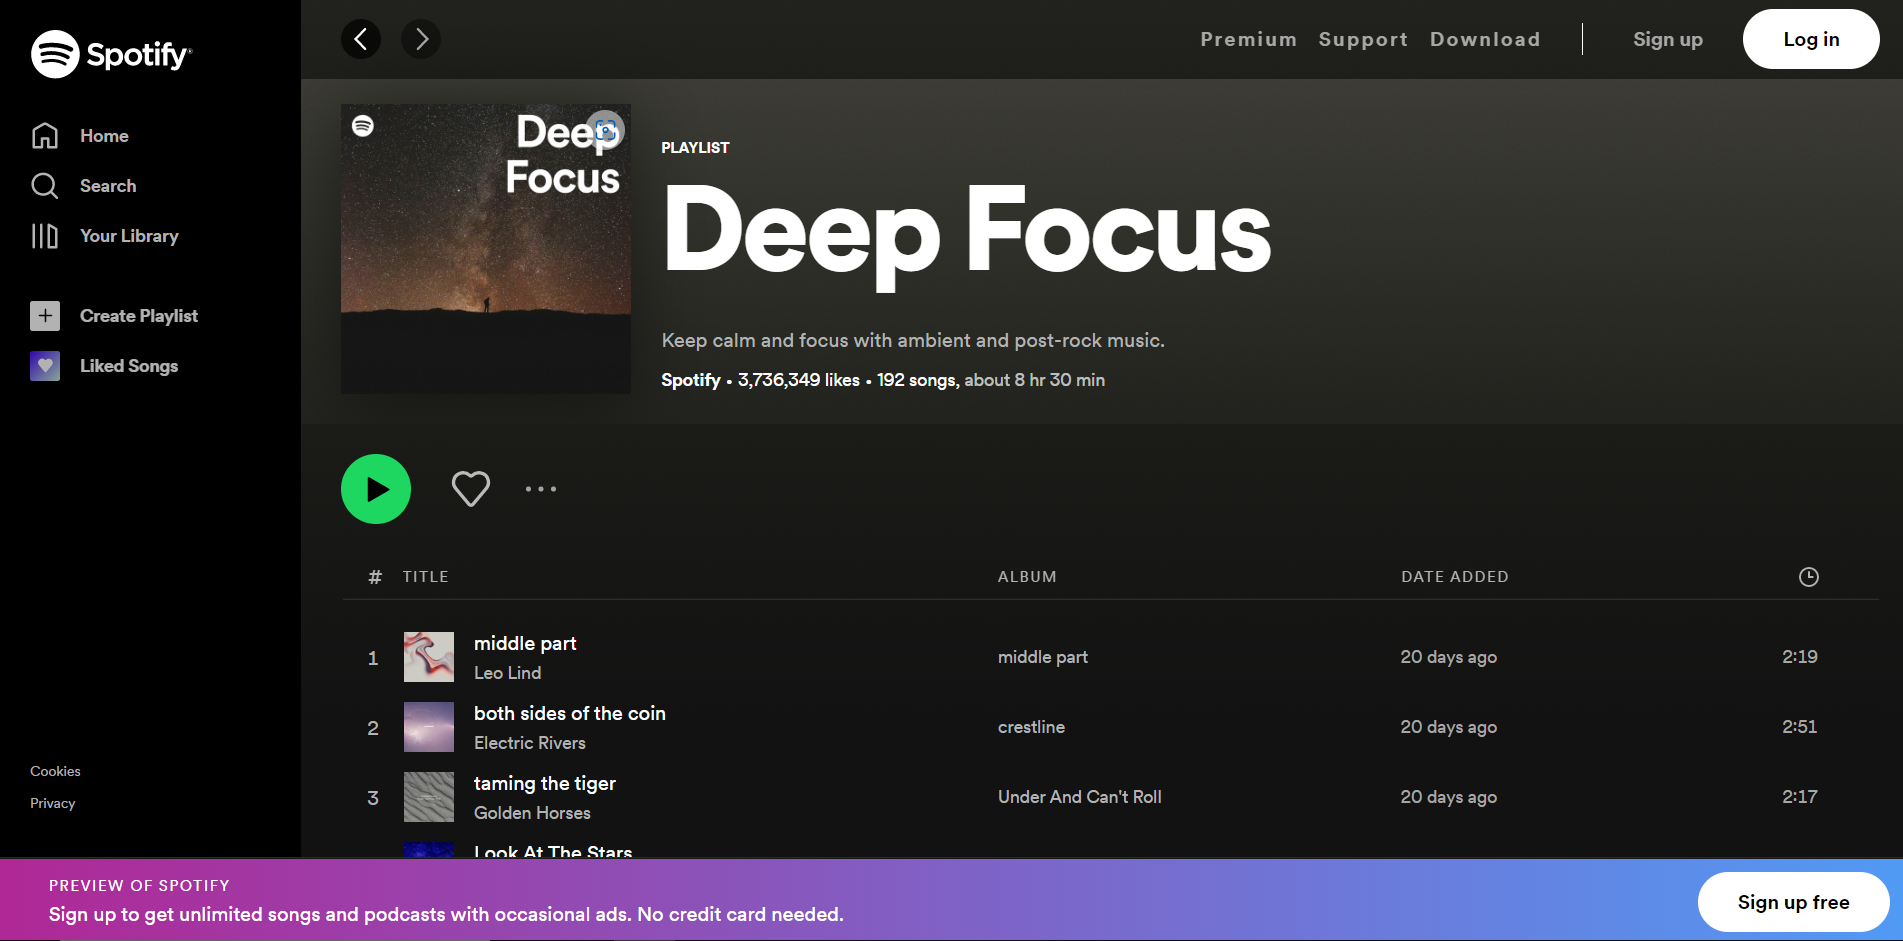 Spotify
Home
Search
Your Library
Create Playlist
Liked Songs
Cookies
Privacy
Premium Support Download Sign up Log in
Deep
Focus
PLAYLIST
Deep Focus
Keep calm and focus with ambient and post-rock music.
Spotify • 3,736,349 likes • 192 songs, about 8 hr 30 min
# TITLE ALBUM DATE ADDED
1 middle part middle part 20 days ago 2:19
Leo Lind
2 both sides of the coin crestline 20 days ago 2:51
Electric Rivers
3 taming the tiger Under And Can't Roll 20 days ago 2:17
Golden Horses
Look At The Stars
PREVIEW OF SPOTIFY
Sign up to get unlimited songs and podcasts with occasional ads. No credit card needed.
Sign up free